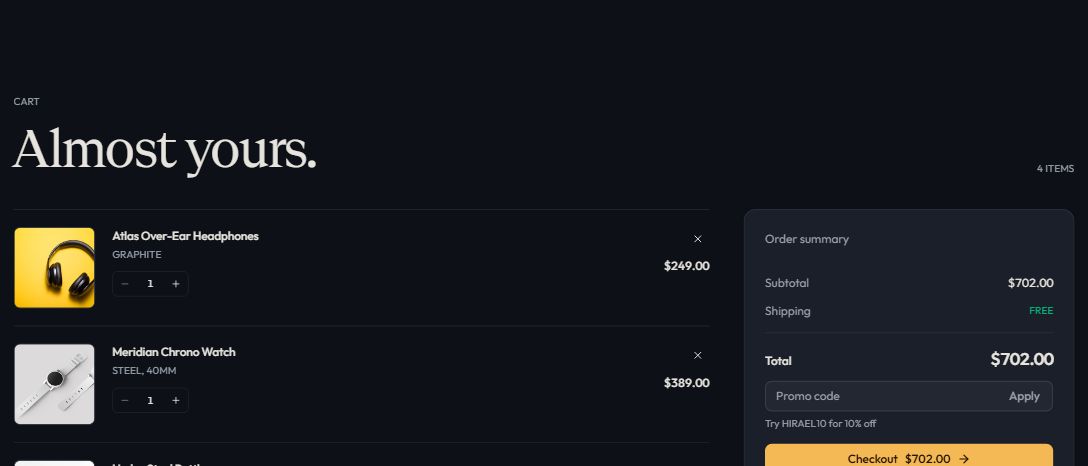 CART
Almost yours.
4 ITEMS
Atlas Over-Ear Headphones
GRAPHITE
− 1 +
$249.00
Meridian Chrono Watch
STEEL, 40MM
− 1 +
$389.00
Order summary
Subtotal $702.00
Shipping FREE
Total $702.00
Promo code Apply
Try HIRAEL10 for 10% off
Checkout $702.00 →